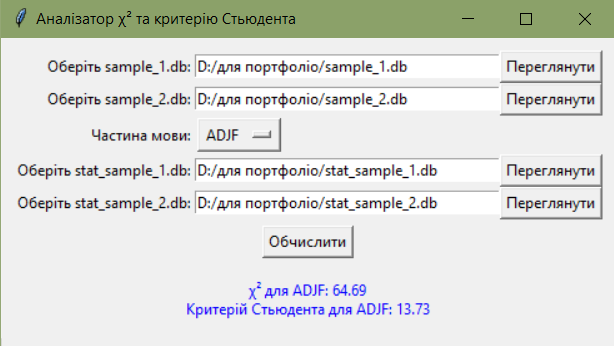 Аналізатор χ² та критерію Стьюдента
Оберіть sample_1.db: D:/для портфоліо/sample_1.db Переглянути
Оберіть sample_2.db: D:/для портфоліо/sample_2.db Переглянути
Частина мови: ADJF
Оберіть stat_sample_1.db: D:/для портфоліо/stat_sample_1.db Переглянути
Оберіть stat_sample_2.db: D:/для портфоліо/stat_sample_2.db Переглянути
Обчислити
χ² для ADJF: 64.69
Критерій Стьюдента для ADJF: 13.73